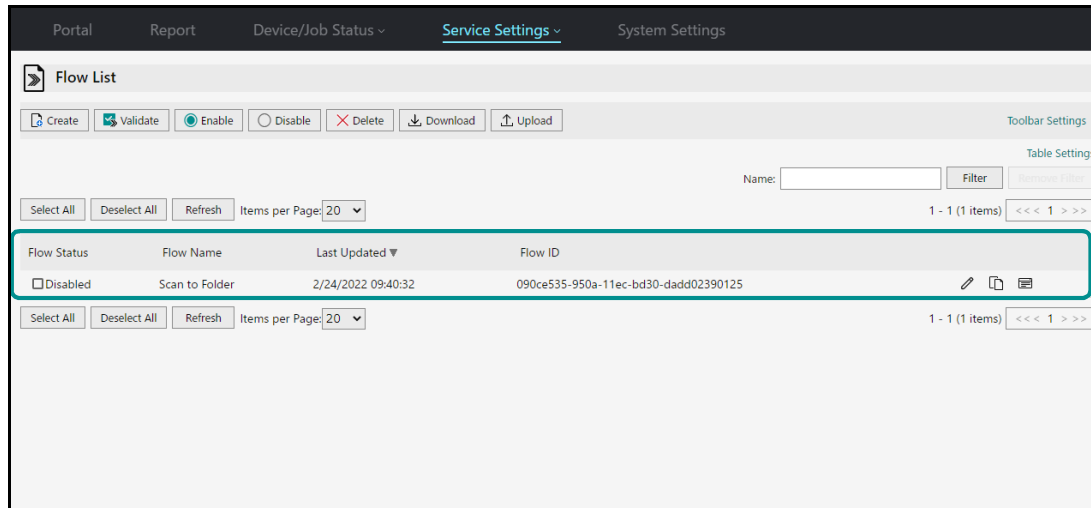 Portal Report Device/Job Status Service Settings System Settings
Flow List
Create Validate Enable Disable Delete Download Upload Toolbar Settings
Table Setting
Name: Filter Remove Filter
Select All Deselect All Refresh Items per Page: 20 1 - 1 (1 items) <<< 1 > >>
Flow Status Flow Name Last Updated ▼ Flow ID
Disabled Scan to Folder 2/24/2022 09:40:32 090ce535-950a-11ec-bd30-dadd02390125
Select All Deselect All Refresh Items per Page: 20 1 - 1 (1 items) <<< 1 > >>